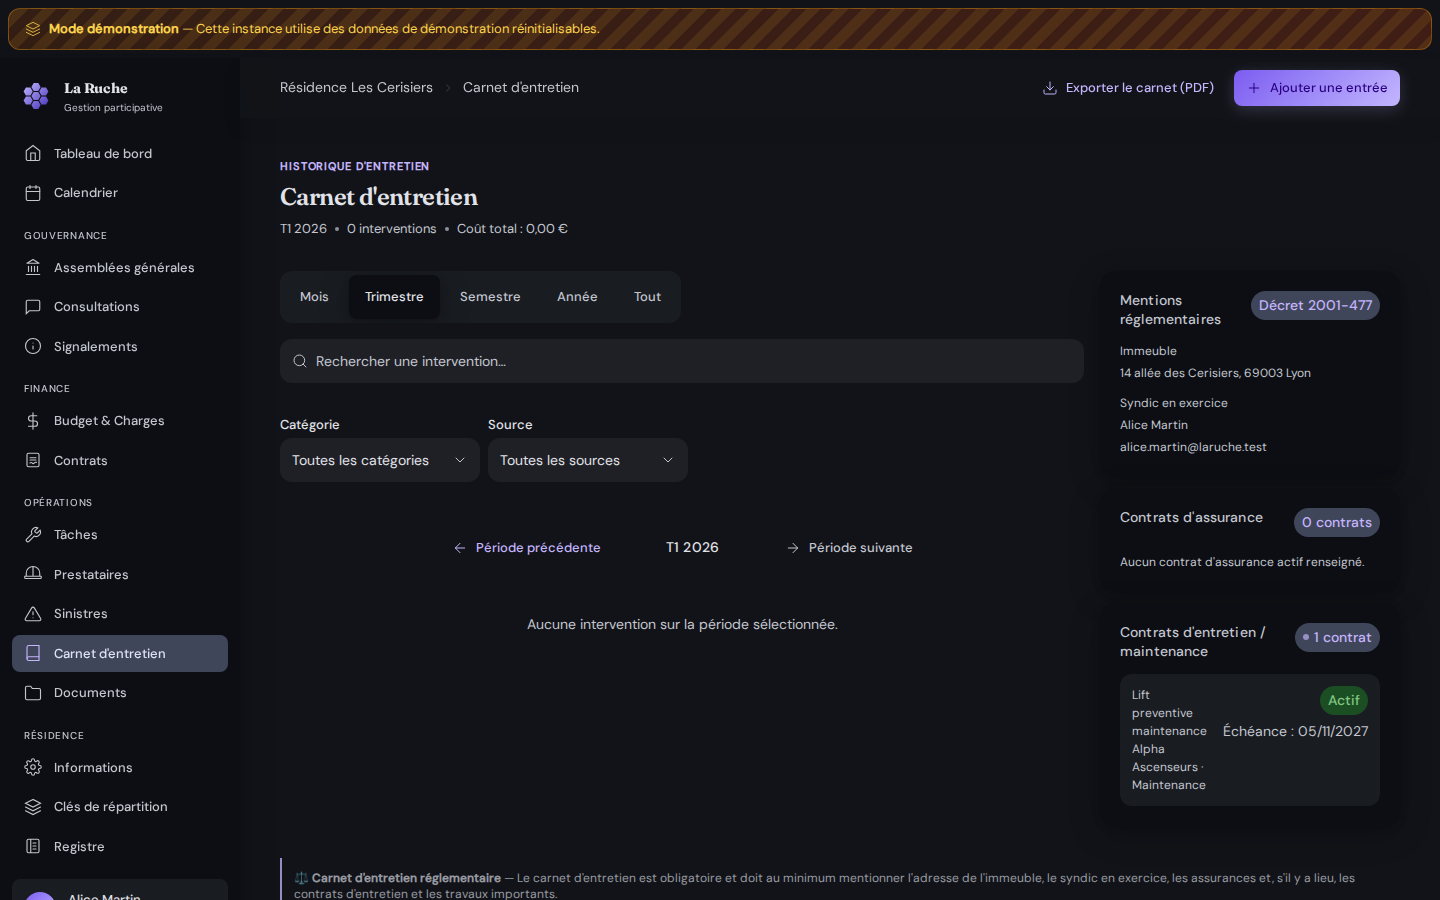 Mode démonstration — Cette instance utilise des données de démonstration réinitialisables.
La Ruche
Gestion participative
Tableau de bord
Calendrier
GOUVERNANCE
Assemblées générales
Consultations
Signalements
FINANCE
Budget & Charges
Contrats
OPÉRATIONS
Tâches
Prestataires
Sinistres
Carnet d'entretien
Documents
RÉSIDENCE
Informations
Clés de répartition
Registre
Alice Martin
Résidence Les Cerisiers > Carnet d'entretien
Exporter le carnet (PDF)
Ajouter une entrée
HISTORIQUE D'ENTRETIEN
Carnet d'entretien
T1 2026 • 0 interventions • Coût total : 0,00 €
Mois Trimestre Semestre Année Tout
Rechercher une intervention...
Catégorie Source
Toutes les catégories Toutes les sources
← Période précédente T1 2026 → Période suivante
Aucune intervention sur la période sélectionnée.
Mentions
réglementaires
Décret 2001-477
Immeuble
14 allée des Cerisiers, 69003 Lyon
Syndic en exercice
Alice Martin
alice.martin@laruche.test
Contrats d'assurance
0 contrats
Aucun contrat d'assurance actif renseigné.
Contrats d'entretien /
maintenance
• 1 contrat
Lift
preventive
maintenance
Alpha
Ascenseurs ·
Maintenance
Actif
Échéance : 05/11/2027
⚖️ Carnet d'entretien réglementaire — Le carnet d'entretien est obligatoire et doit au minimum mentionner l'adresse de l'immeuble, le syndic en exercice, les assurances et, s'il y a lieu, les
contrats d'entretien et les travaux importants.